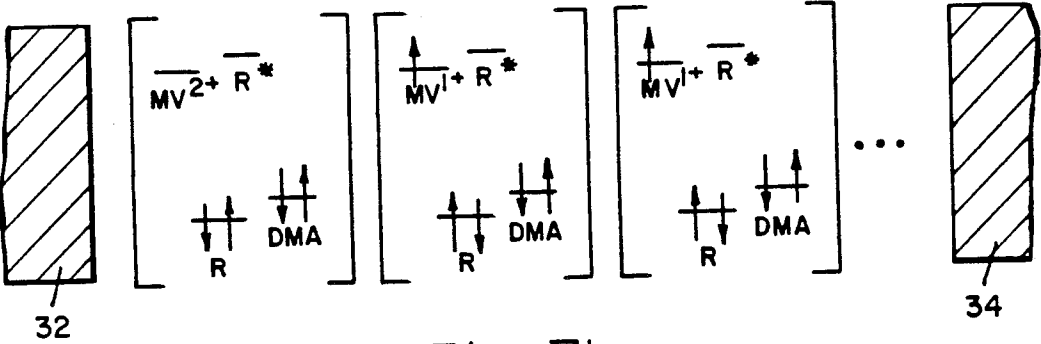 MV2+ R* MV1+ R* MV1+ R*
DMA DMA DMA
R R R
32 34